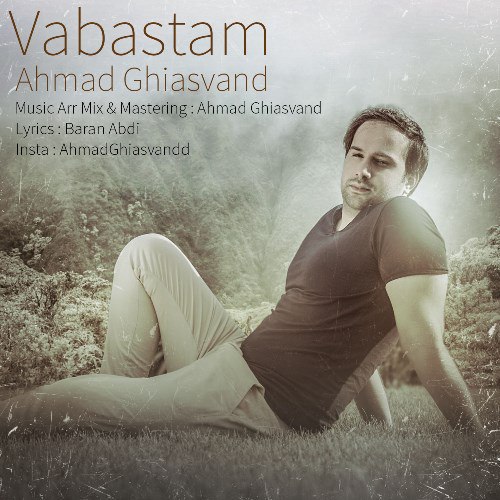 Vabastam
Ahmad Ghiasvand
Music Arr Mix & Mastering : Ahmad Ghiasvand
Lyrics : Baran Abdi
Insta : AhmadGhiasvandd